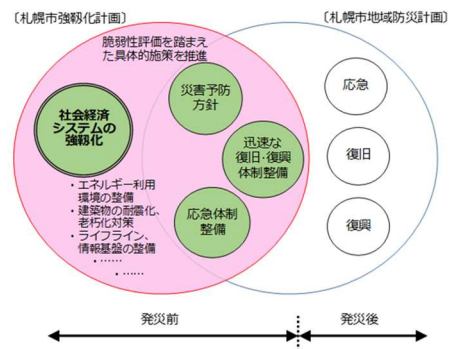 〔札幌市強靱化計画〕
〔札幌市地域防災計画〕
脆弱性評価を踏まえ
た具体的施策を推進
社会経済
システムの
強靱化
・エネルギー利用
環境の整備
・建築物の耐震化、
老朽化対策
・ライフライン、
情報基盤の整備
・……
・……
災害予防
方針
迅速な
復旧・復興
体制整備
応急体制
整備
応急
復旧
復興
発災前
発災後